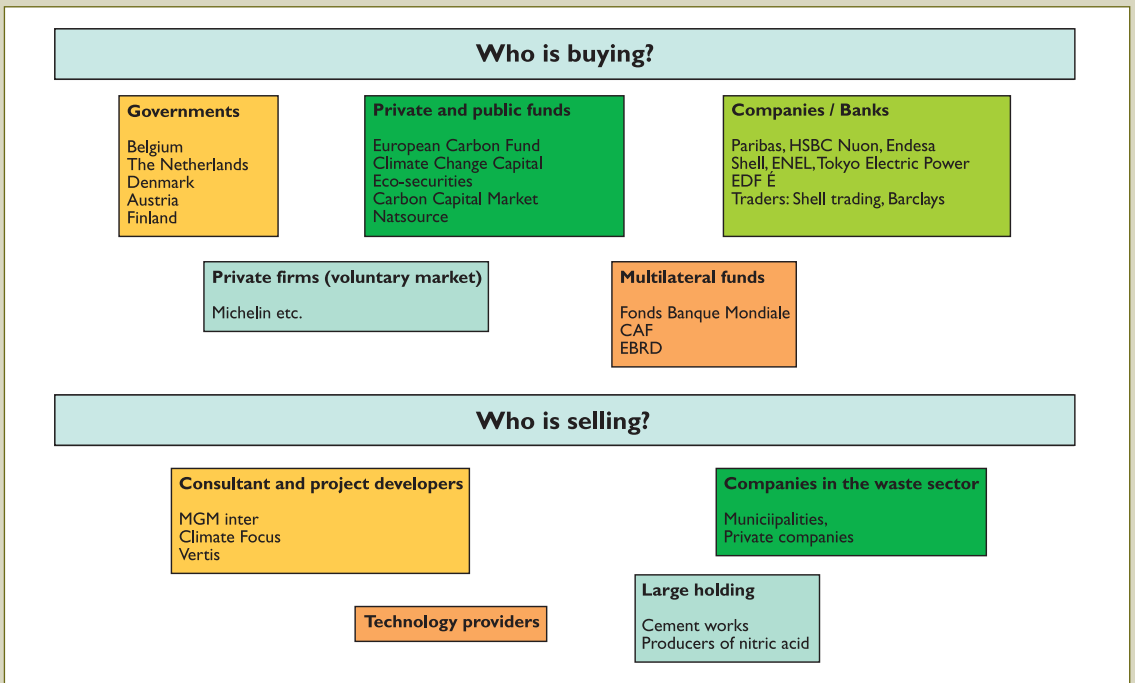 Who is buying?
Governments
Belgium
The Netherlands
Denmark
Austria
Finland
Private and public funds
European Carbon Fund
Climate Change Capital
Eco-securities
Carbon Capital Market
Natsource
Companies / Banks
Paribas, HSBC Nuon, Endesa
Shell, ENEL, Tokyo Electric Power
EDF É
Traders: Shell trading, Barclays
Private firms (voluntary market)
Michelin etc.
Multilateral funds
Fonds Banque Mondiale
CAF
EBRD
Who is selling?
Consultant and project developers
MGM inter
Climate Focus
Vertis
Companies in the waste sector
Municiipalities,
Private companies
Technology providers
Large holding
Cement works
Producers of nitric acid